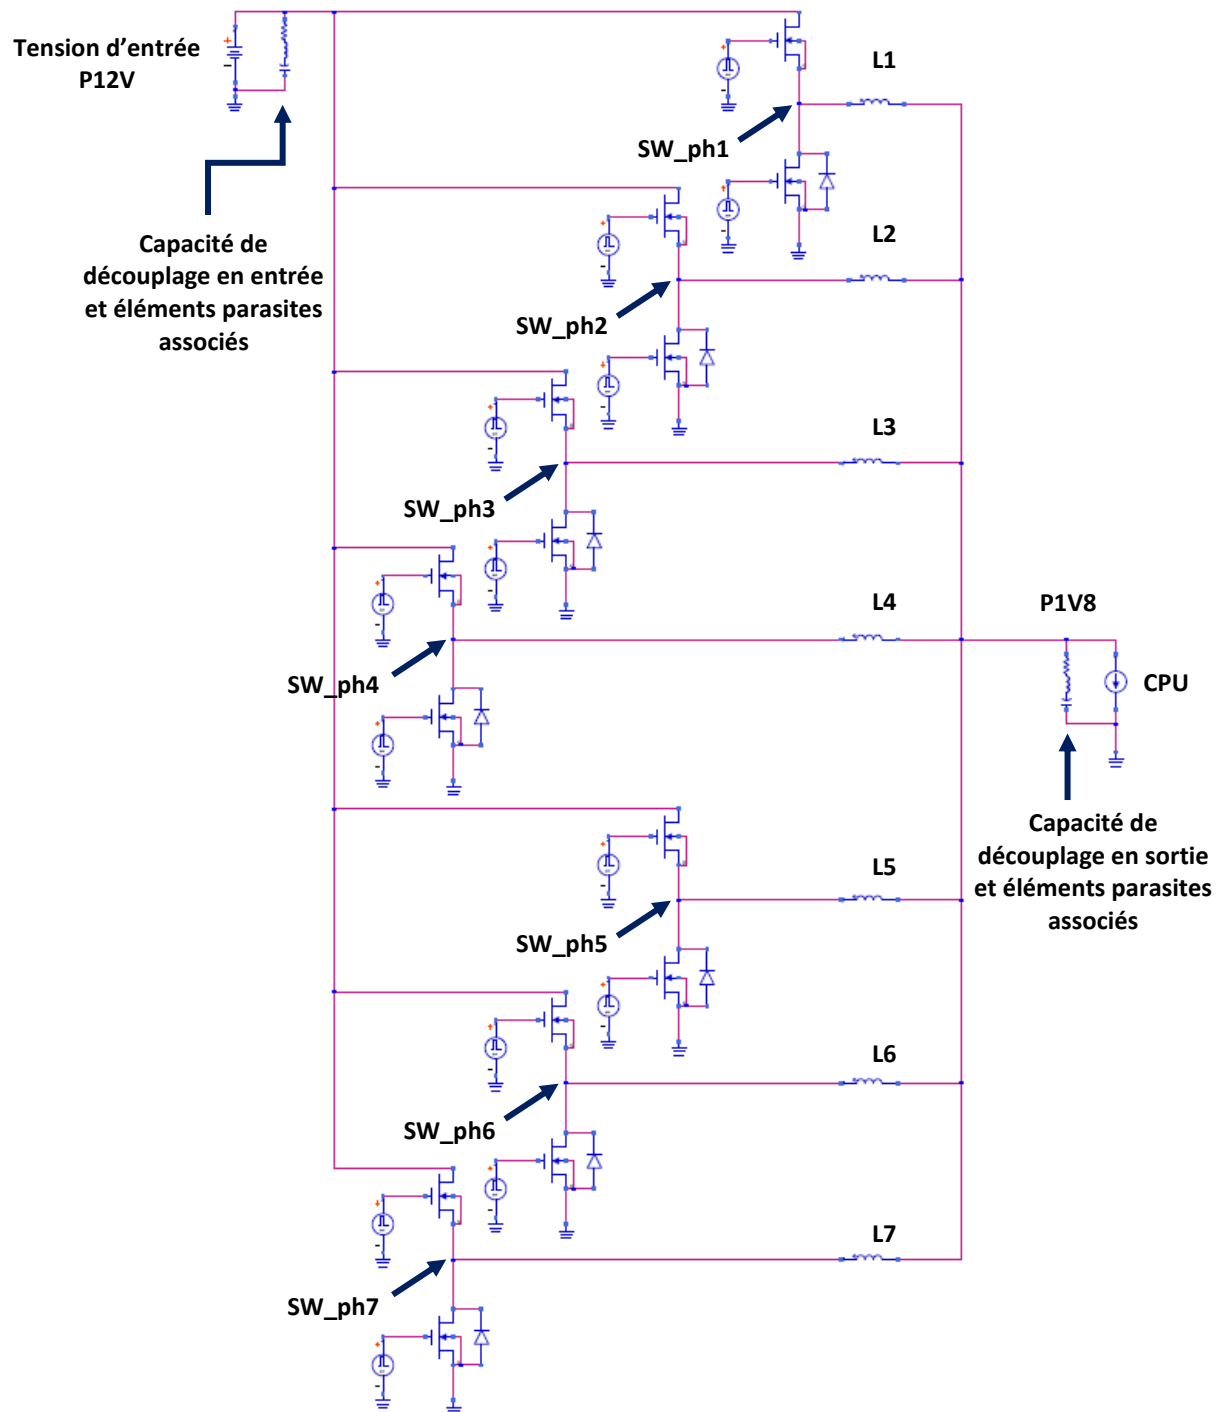 Tension d'entrée
P12V
L1
SW_ph1
Capacité de
découplage en entrée
et éléments parasites
associés
L2
SW_ph2
L3
SW_ph3
L4
P1V8
SW_ph4
CPU
Capacité de
découplage en sortie
et éléments parasites
associés
L5
SW_ph5
L6
SW_ph6
L7
SW_ph7